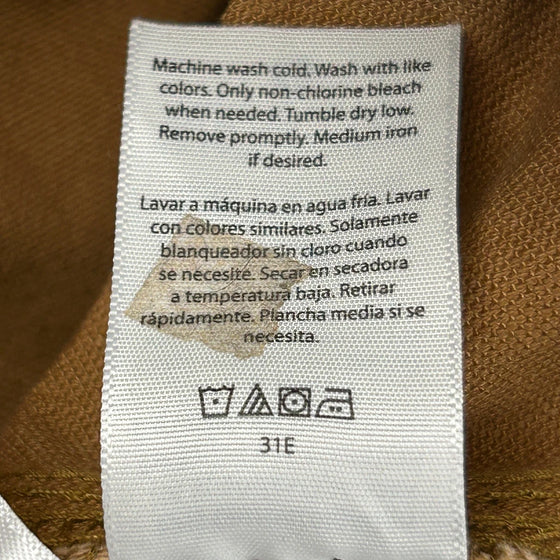 Machine wash cold. Wash with like
colors. Only non-chlorine bleach
when needed. Tumble dry low.
Remove promptly. Medium iron
if desired.
Lavar a máquina en agua fría. Lavar
con colores similares. Solamente
blanqueador sin cloro cuando
se necesite. Secar en secadora
a temperatura baja. Retirar
rápidamente. Plancha media si se
necesita.
31E